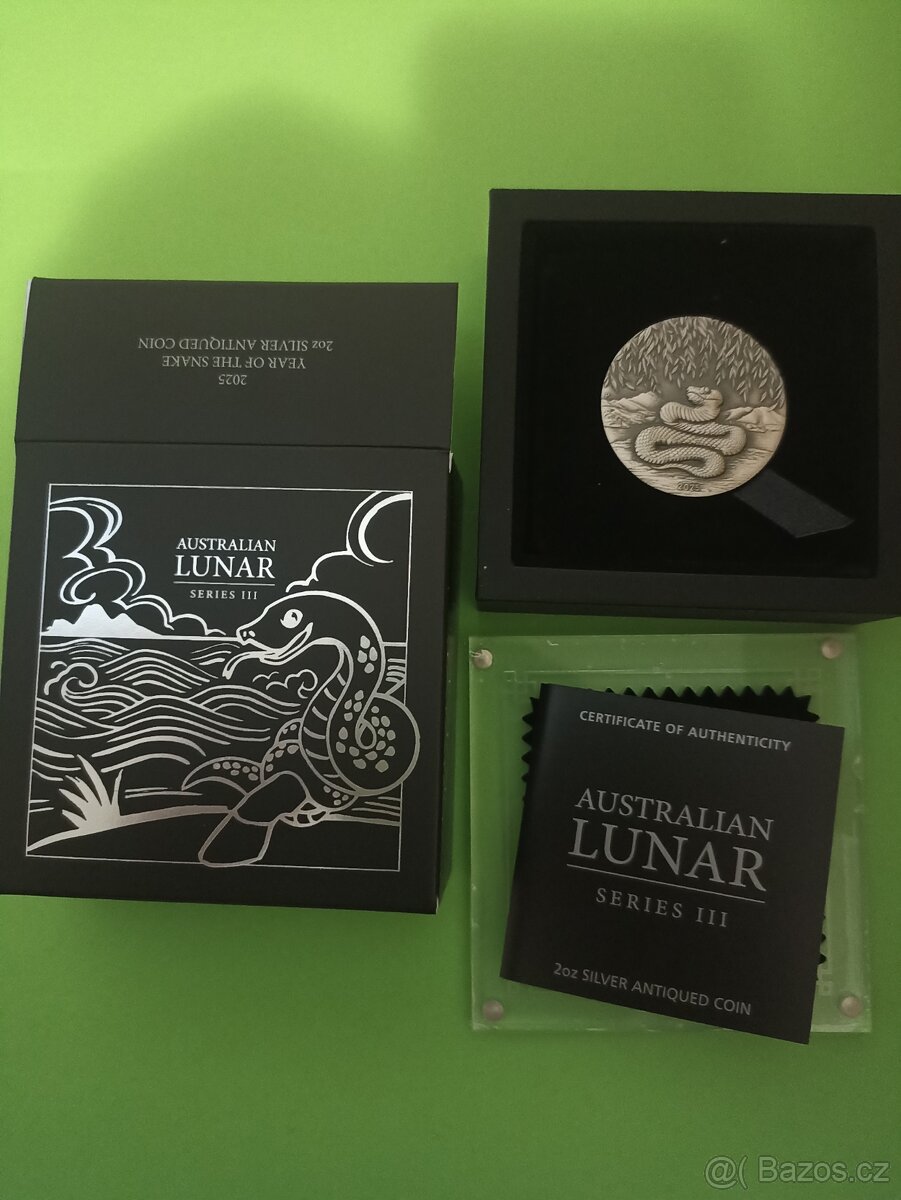 2025
YEAR OF THE SNAKE
2oz SILVER ANTIQUED COIN
AUSTRALIAN
LUNAR
SERIES III
2025
CERTIFICATE OF AUTHENTICITY
AUSTRALIAN
LUNAR
SERIES III
2oz SILVER ANTIQUED COIN
@( Bazos.cz